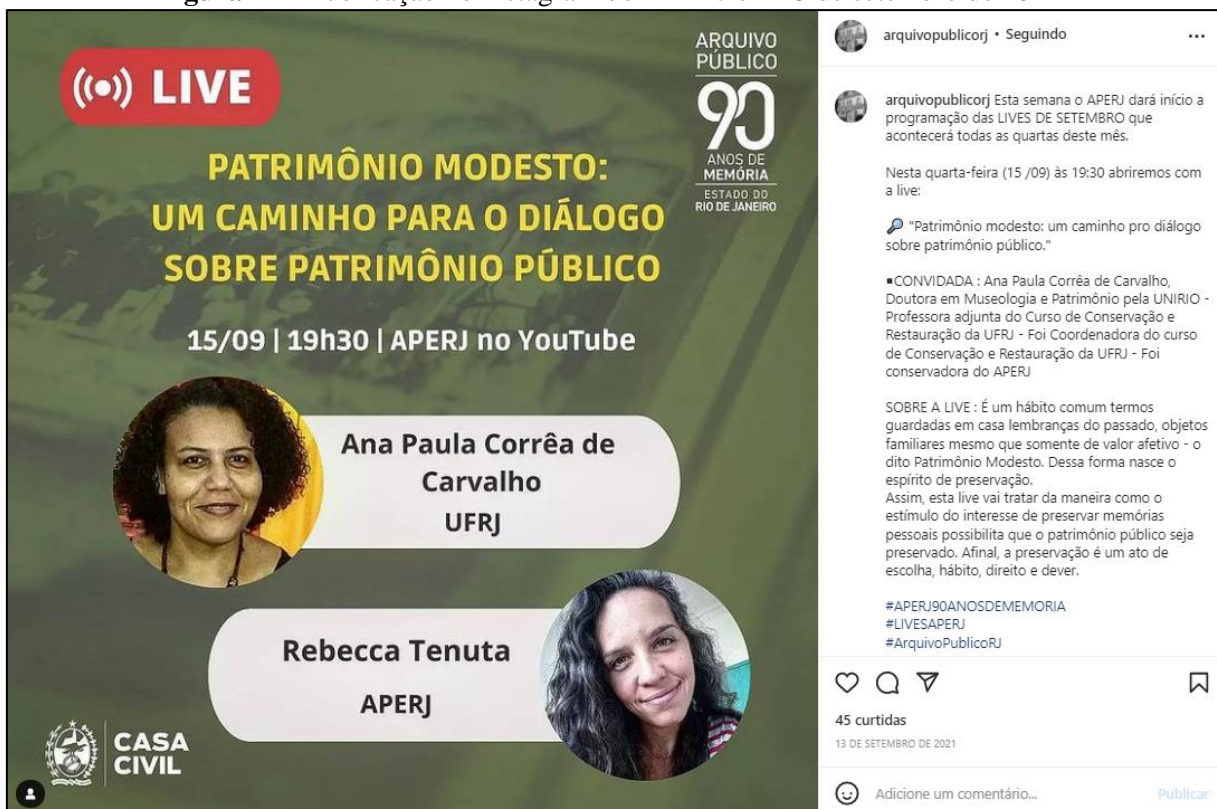 ((•)) LIVE
ARQUIVO
PÚBLICO
90
ANOS DE
MEMÓRIA
ESTADO DO
RIO DE JANEIRO
PATRIMÔNIO MODESTO:
UM CAMINHO PARA O DIÁLOGO
SOBRE PATRIMÔNIO PÚBLICO
15/09 | 19h30 | APERJ no YouTube
Ana Paula Corrêa de
Carvalho
UFRJ
Rebecca Tenuta
APERJ
CASA
CIVIL
arquivopublicorj • Seguindo
arquivopublicorj Esta semana o APERJ dará início a
programação das LIVES DE SETEMBRO que
acontecerá todas as quartas deste mês.
Nesta quarta-feira (15 /09) às 19:30 abriremos com
a live:
🔎 "Patrimônio modesto: um caminho pro diálogo
sobre patrimônio público."
▪CONVIDADA : Ana Paula Corrêa de Carvalho,
Doutora em Museologia e Patrimônio pela UNIRIO -
Professora adjunta do Curso de Conservação e
Restauração da UFRJ - Foi Coordenadora do curso
de Conservação e Restauração da UFRJ - Foi
conservadora do APERJ
SOBRE A LIVE : É um hábito comum termos
guardadas em casa lembranças do passado, objetos
familiares mesmo que somente de valor afetivo - o
dito Patrimônio Modesto. Dessa forma nasce o
espírito de preservação.
Assim, esta live vai tratar da maneira como o
estímulo do interesse de preservar memórias
pessoais possibilita que o patrimônio público seja
preservado. Afinal, a preservação é um ato de
escolha, hábito, direito e dever.
#APERJ90ANOSDEMEMORIA
#LIVESAPERJ
#ArquivoPublicoRJ
45 curtidas
13 DE SETEMBRO DE 2021
Adicione um comentário... Publicar